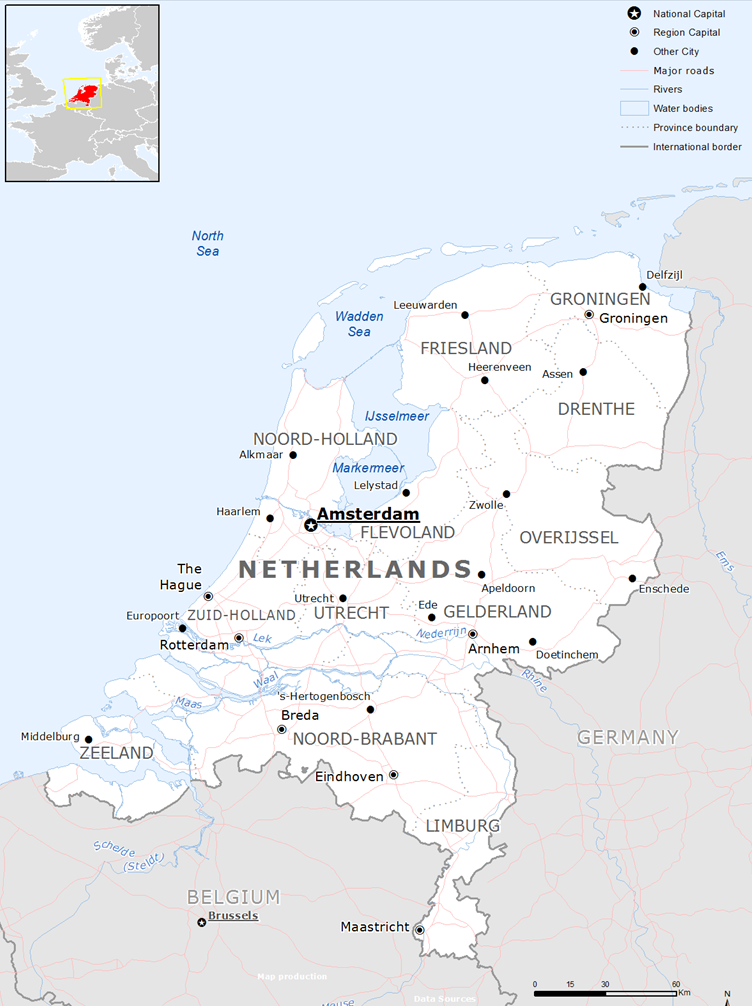 National Capital
Region Capital
Other City
Major roads
Rivers
Water bodies
Province boundary
International border
North
Sea
Delfzijl
GRONINGEN
Leeuwarden
Groningen
Wadden
Sea
FRIESLAND
Heerenveen
Assen
DRENTHE
IJsselmeer
NOORD-HOLLAND
Alkmaar
Markermeer
Lelystad
Zwolle
Haarlem
Amsterdam
FLEVOLAND
OVERIJSSEL
Ems
NETHERLANDS
The
Hague
Apeldoorn
Enschede
Utrecht
Ede
Europoort
ZUID-HOLLAND
UTRECHT
GELDERLAND
Lek
Nederrijn
Rotterdam
Arnhem
Doetinchem
Waal
Rhine
's-Hertogenbosch
Maas
Breda
Middelburg
NOORD-BRABANT
GERMANY
ZEELAND
Eindhoven
LIMBURG
Schelde
(Steldt)
BELGIUM
Brussels
Maastricht
Map production
0 15 30 60
Km
Meuse
Data Sources
N